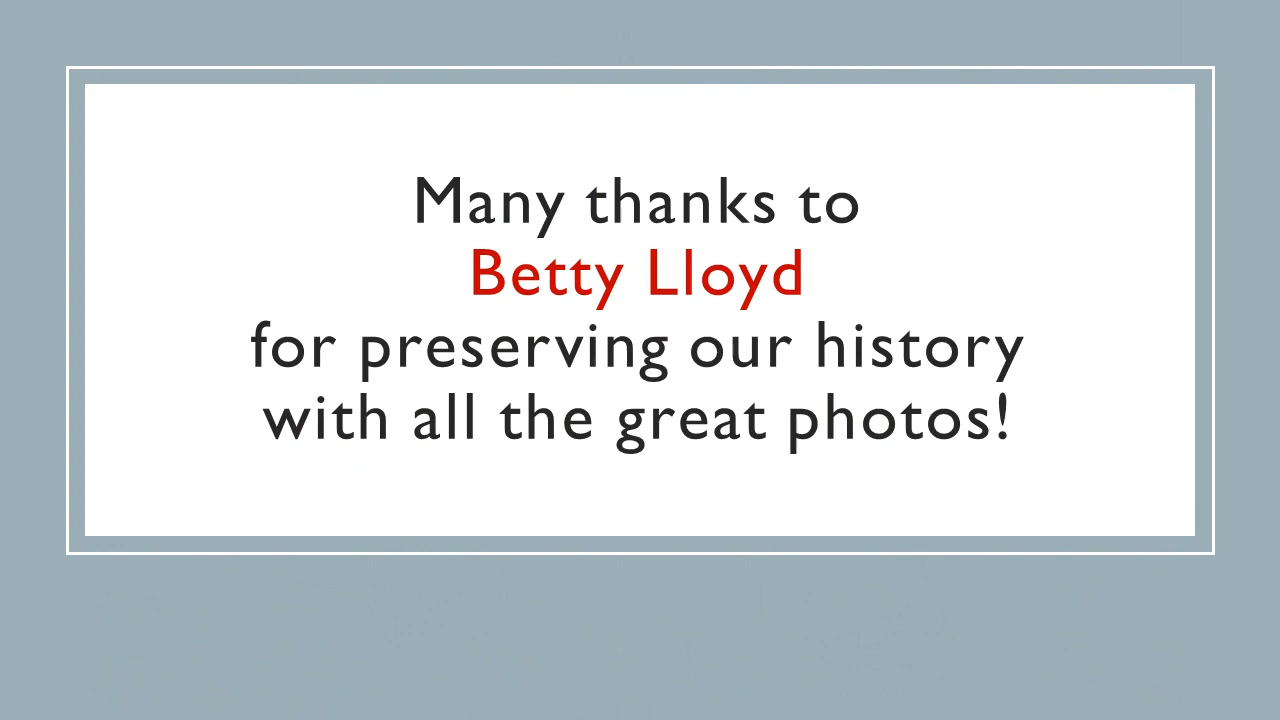 Many thanks to
Betty Lloyd
for preserving our history
with all the great photos!